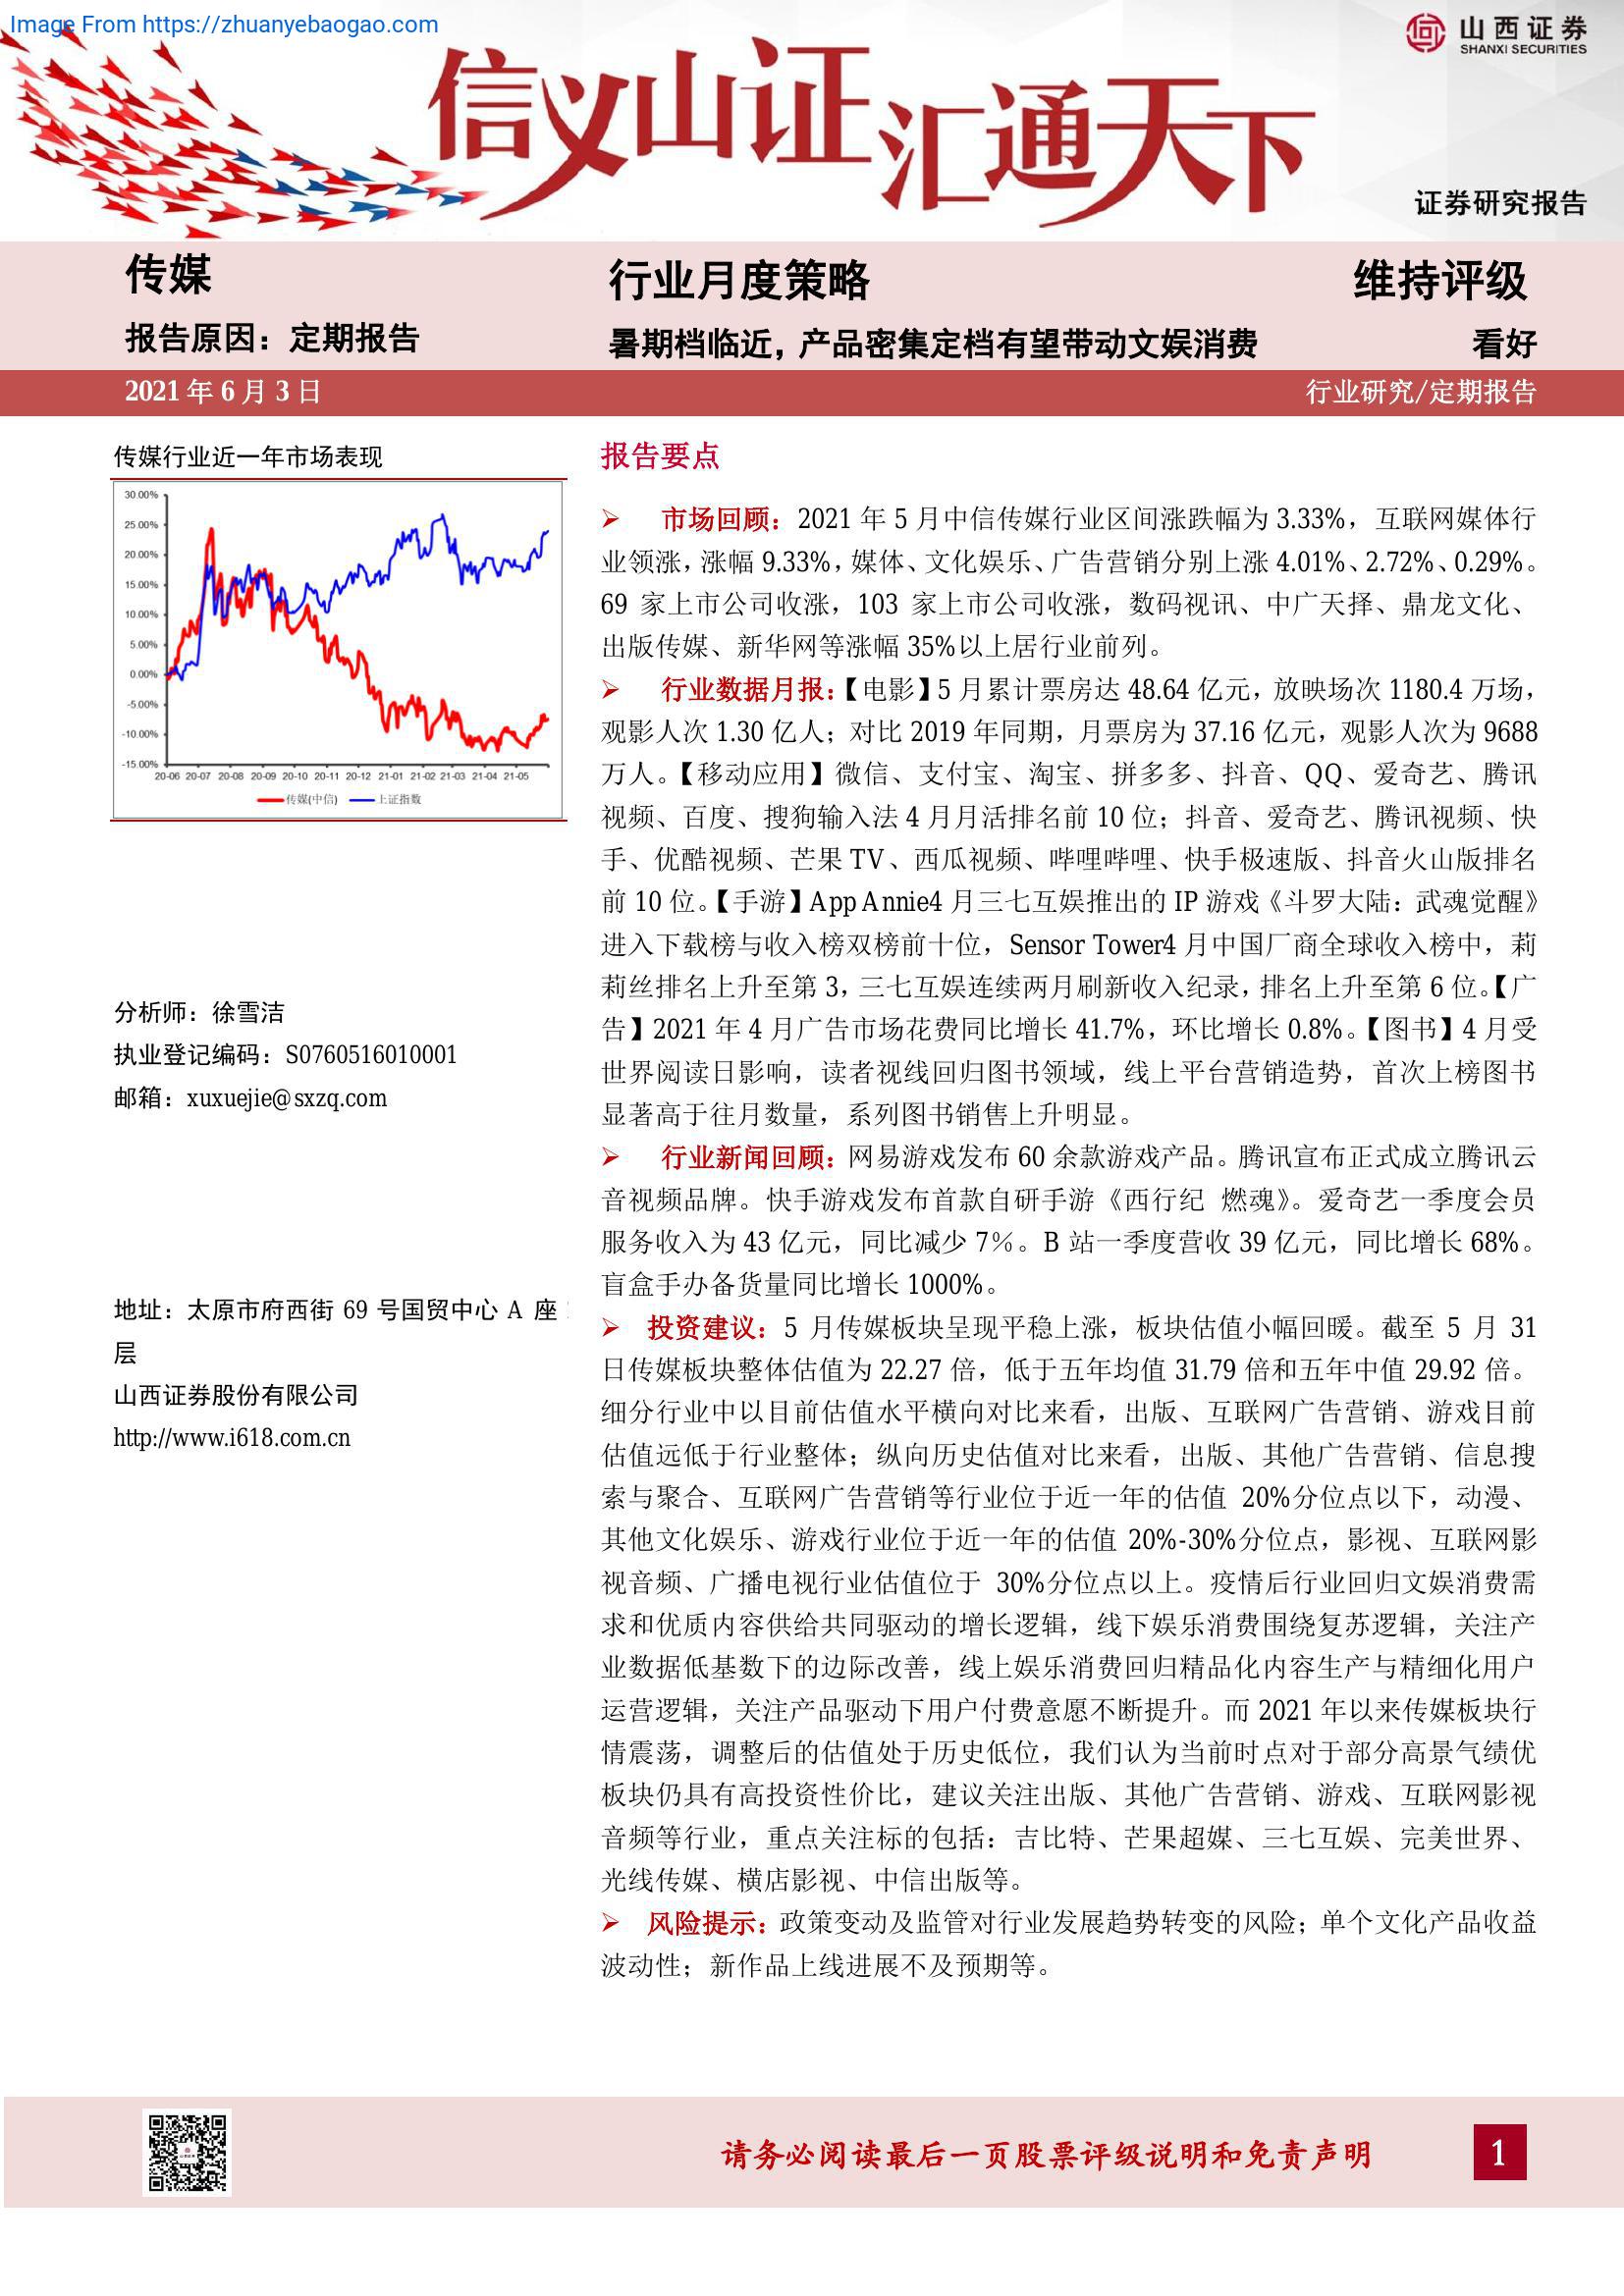 Image From https://zhuanyebaogao.com
山西证券
SHANXI SECURITIES
信义山证汇通天下
证券研究报告
传媒
行业月度策略
维持评级
报告原因：定期报告
暑期档临近，产品密集定档有望带动文娱消费
看好
2021年6月3日
行业研究/定期报告
传媒行业近一年市场表现
30.00%
25.00%
20.00%
15.00%
10.00%
5.00%
0.00%
-5.00%
-10.00%
-15.00%
20-06 20-07 20-08 20-09 20-10 20-11 20-12 21-01 21-02 21-03 21-04 21-05
传媒(中信) 上证指数
分析师：徐雪洁
执业登记编码：S0760516010001
邮箱：xuxuejie@sxzq.com
地址：太原市府西街 69 号国贸中心 A 座
层
山西证券股份有限公司
http://www.i618.com.cn
报告要点
市场回顾：2021 年 5 月中信传媒行业区间涨跌幅为 3.33%，互联网媒体行
业领涨，涨幅 9.33%，媒体、文化娱乐、广告营销分别上涨 4.01%、2.72%、0.29%。
69 家上市公司收涨，103 家上市公司收涨，数码视讯、中广天择、鼎龙文化、
出版传媒、新华网等涨幅 35%以上居行业前列。
行业数据月报：【电影】5 月累计票房达 48.64 亿元，放映场次 1180.4 万场，
观影人次 1.30 亿人；对比 2019 年同期，月票房为 37.16 亿元，观影人次为 9688
万人。【移动应用】微信、支付宝、淘宝、拼多多、抖音、QQ、爱奇艺、腾讯
视频、百度、搜狗输入法 4 月月活排名前 10 位；抖音、爱奇艺、腾讯视频、快
手、优酷视频、芒果 TV、西瓜视频、哔哩哔哩、快手极速版、抖音火山版排名
前 10 位。【手游】App Annie4 月三七互娱推出的 IP 游戏《斗罗大陆：武魂觉醒》
进入下载榜与收入榜双榜前十位，Sensor Tower4 月中国厂商全球收入榜中，莉
莉丝排名上升至第 3，三七互娱连续两月刷新收入纪录，排名上升至第 6 位。【广
告】2021 年 4 月广告市场花费同比增长 41.7%，环比增长 0.8%。【图书】4 月受
世界阅读日影响，读者视线回归图书领域，线上平台营销造势，首次上榜图书
显著高于往月数量，系列图书销售上升明显。
行业新闻回顾：网易游戏发布 60 余款游戏产品。腾讯宣布正式成立腾讯云
音视频品牌。快手游戏发布首款自研手游《西行纪 燃魂》。爱奇艺一季度会员
服务收入为 43 亿元，同比减少 7%。B 站一季度营收 39 亿元，同比增长 68%。
盲盒手办备货量同比增长 1000%。
投资建议：5 月传媒板块呈现平稳上涨，板块估值小幅回暖。截至 5 月 31
日传媒板块整体估值为 22.27 倍，低于五年均值 31.79 倍和五年中值 29.92 倍。
细分行业中以目前估值水平横向对比来看，出版、互联网广告营销、游戏目前
估值远低于行业整体；纵向历史估值对比来看，出版、其他广告营销、信息搜
索与聚合、互联网广告营销等行业位于近一年的估值 20%分位点以下，动漫、
其他文化娱乐、游戏行业位于近一年的估值 20%-30%分位点，影视、互联网影
视音频、广播电视行业估值位于 30%分位点以上。疫情后行业回归文娱消费需
求和优质内容供给共同驱动的增长逻辑，线下娱乐消费围绕复苏逻辑，关注产
业数据低基数下的边际改善，线上娱乐消费回归精品化内容生产与精细化用户
运营逻辑，关注产品驱动下用户付费意愿不断提升。而 2021 年以来传媒板块行
情震荡，调整后的估值处于历史低位，我们认为当前时点对于部分高景气绩优
板块仍具有高投资性价比，建议关注出版、其他广告营销、游戏、互联网影视
音频等行业，重点关注标的包括：吉比特、芒果超媒、三七互娱、完美世界、
光线传媒、横店影视、中信出版等。
风险提示：政策变动及监管对行业发展趋势转变的风险；单个文化产品收益
波动性；新作品上线进展不及预期等。
请务必阅读最后一页股票评级说明和免责声明
1